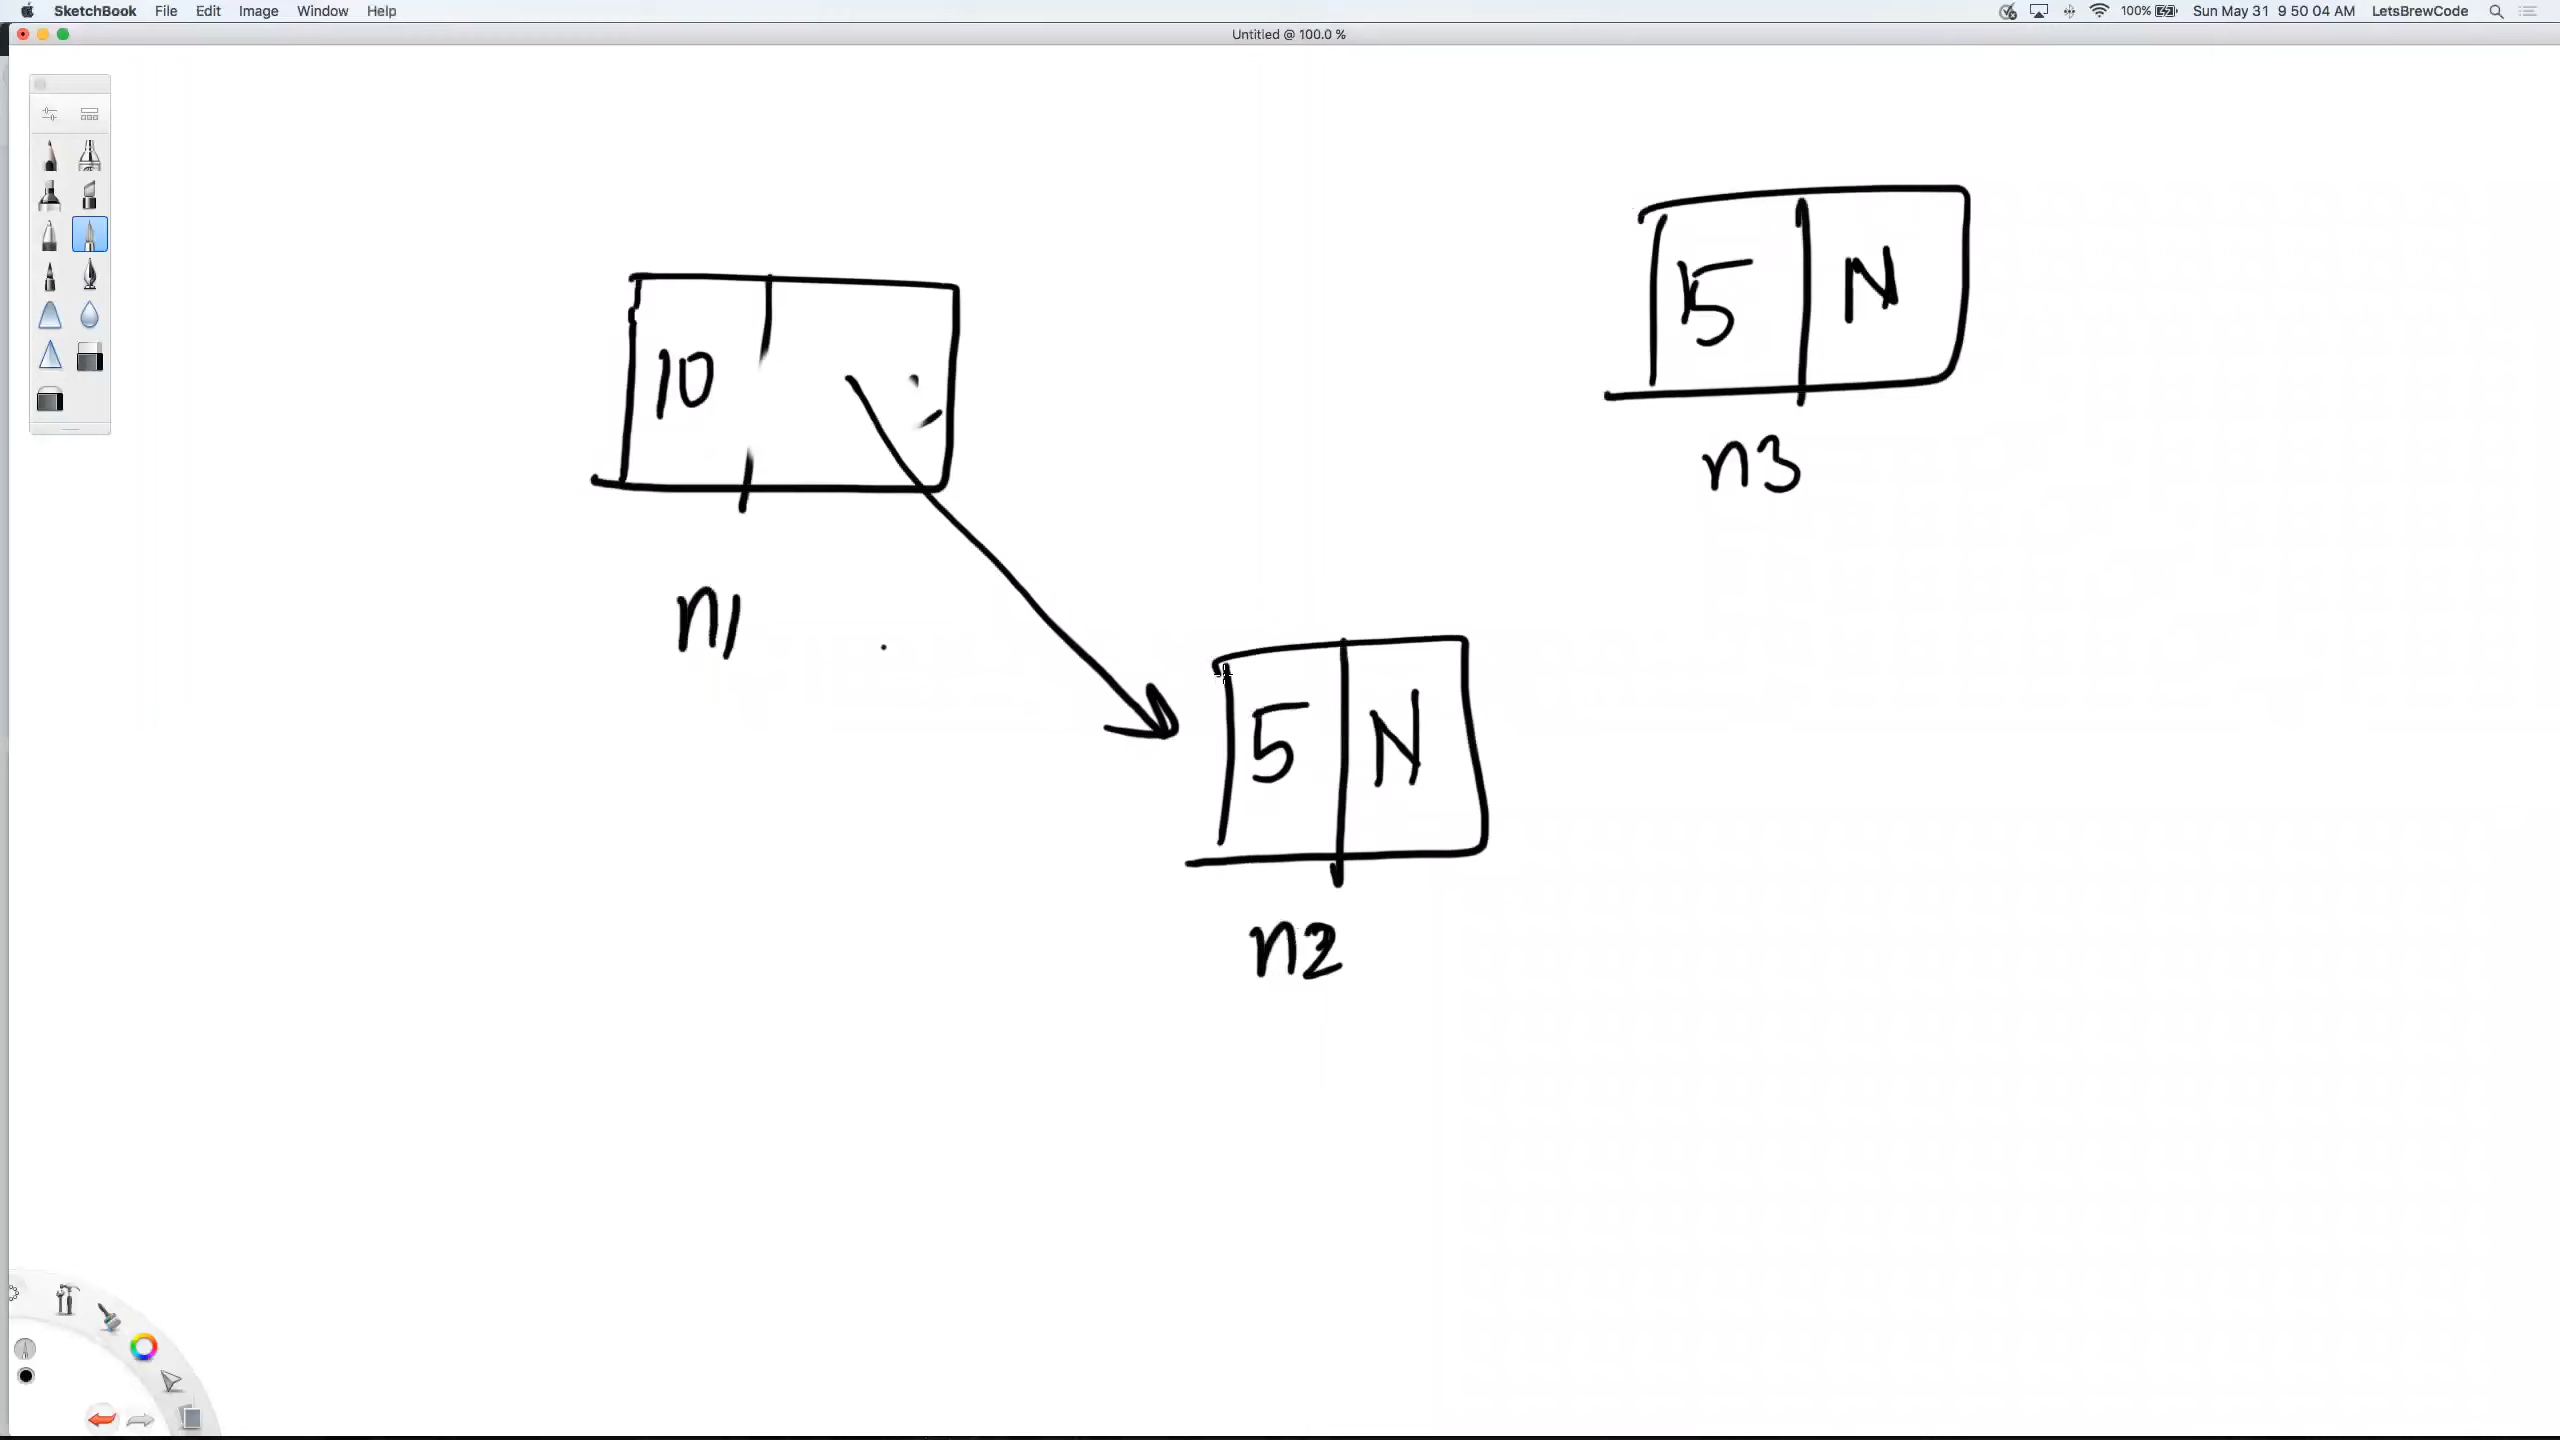 SketchBook File Edit Image Window Help 100% Sun May 31 9 50 04 AM LetsBrewCode
Untitled @ 100.0 %
15 N
n3
10
n1
5 N
n2